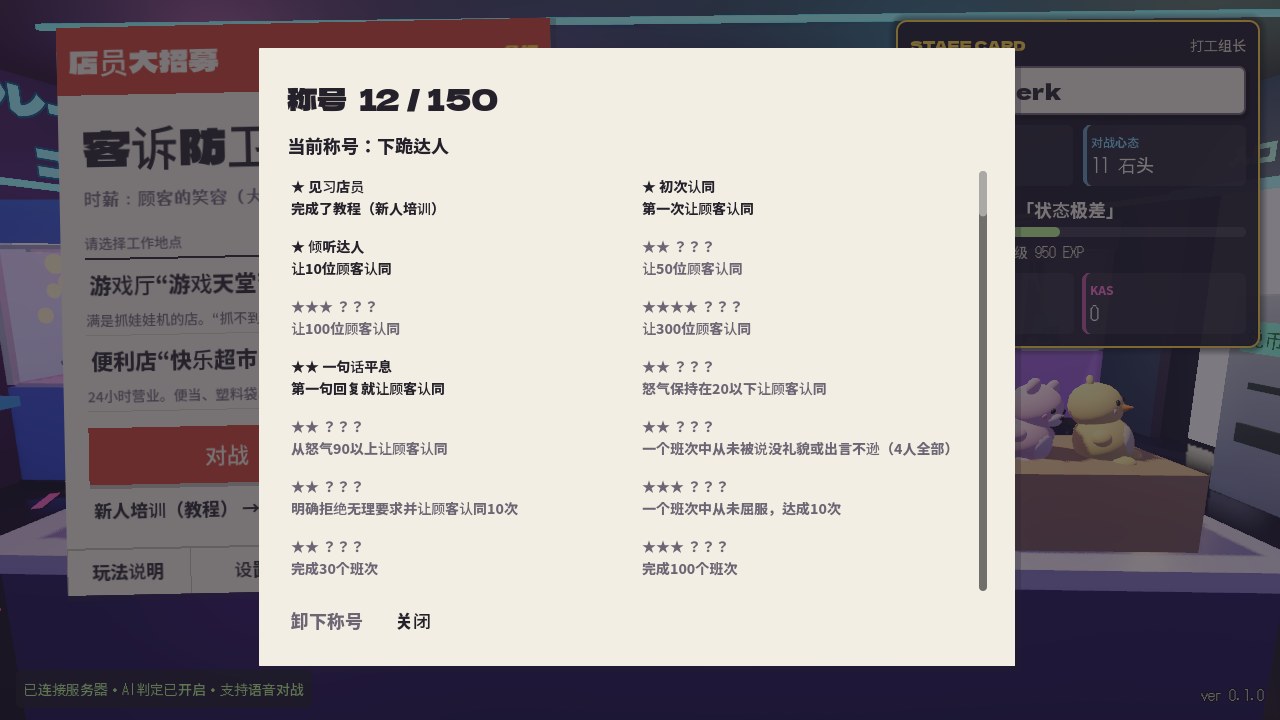 店员大招募
STAFF CARD
打工组长
称号 12 / 150
erk
客诉防卫
当前称号：下跪达人
对战心态
11 石头
时薪：顾客的笑容（大
★ 见习店员
完成了教程（新人培训）
★ 初次认同
第一次让顾客认同
「状态极差」
请选择工作地点
★ 倾听达人
让10位顾客认同
★★ ？？？
让50位顾客认同
级 950 EXP
游戏厅“游戏天堂
满是抓娃娃机的店。“抓不到
★★★ ？？？
让100位顾客认同
★★★★ ？？？
让300位顾客认同
KAS
0
便利店“快乐超市
24小时营业。便当、塑料袋
★★ 一句话平息
第一句回复就让顾客认同
★★ ？？？
怒气保持在20以下让顾客认同
★★ ？？？
从怒气90以上让顾客认同
★★ ？？？
一个班次中从未被说没礼貌或出言不逊（4人全部）
对战
★★ ？？？
明确拒绝无理要求并让顾客认同10次
★★★ ？？？
一个班次中从未屈服，达成10次
新人培训（教程） →
★★ ？？？
完成30个班次
★★★ ？？？
完成100个班次
玩法说明
设置
卸下称号
关闭
已连接服务器・AI判定已开启・支持语音对战
ver 0.1.0